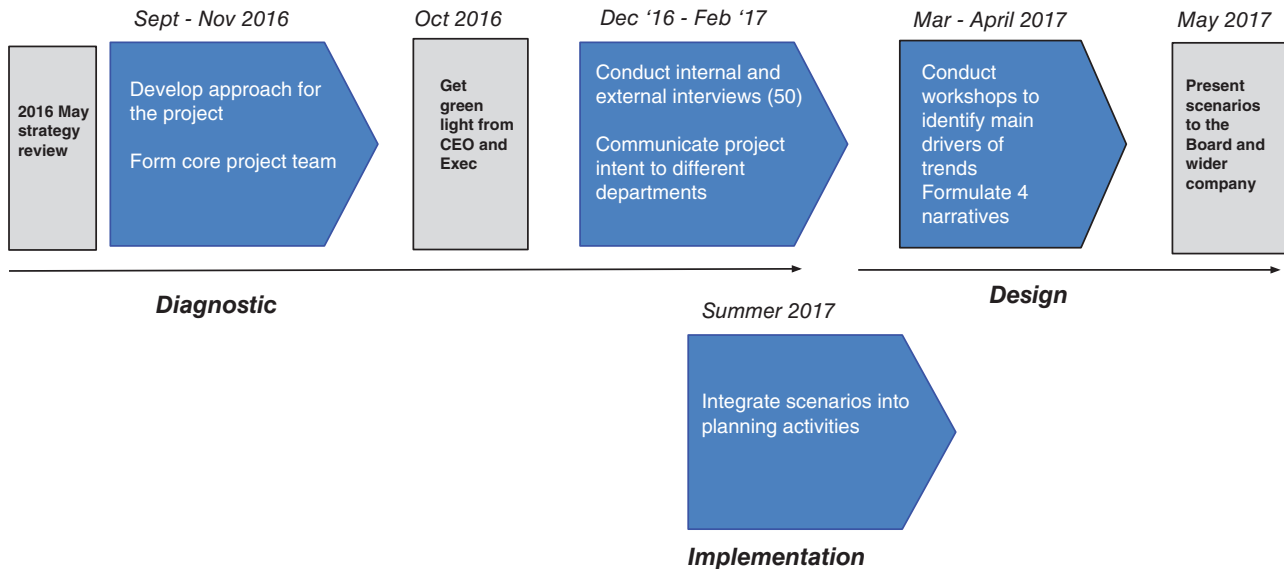 Sept - Nov 2016
Oct 2016
Dec ‘16 - Feb ‘17
Mar - April 2017
May 2017
2016 May
strategy
review
Develop approach for
the project
Form core project team
Get
green
light from
CEO and
Exec
Conduct internal and
external interviews (50)
Communicate project
intent to different
departments
Conduct
workshops to
identify main
drivers of
trends
Formulate 4
narratives
Present
scenarios
to the
Board and
wider
company
Diagnostic
Design
Summer 2017
Integrate scenarios into
planning activities
Implementation